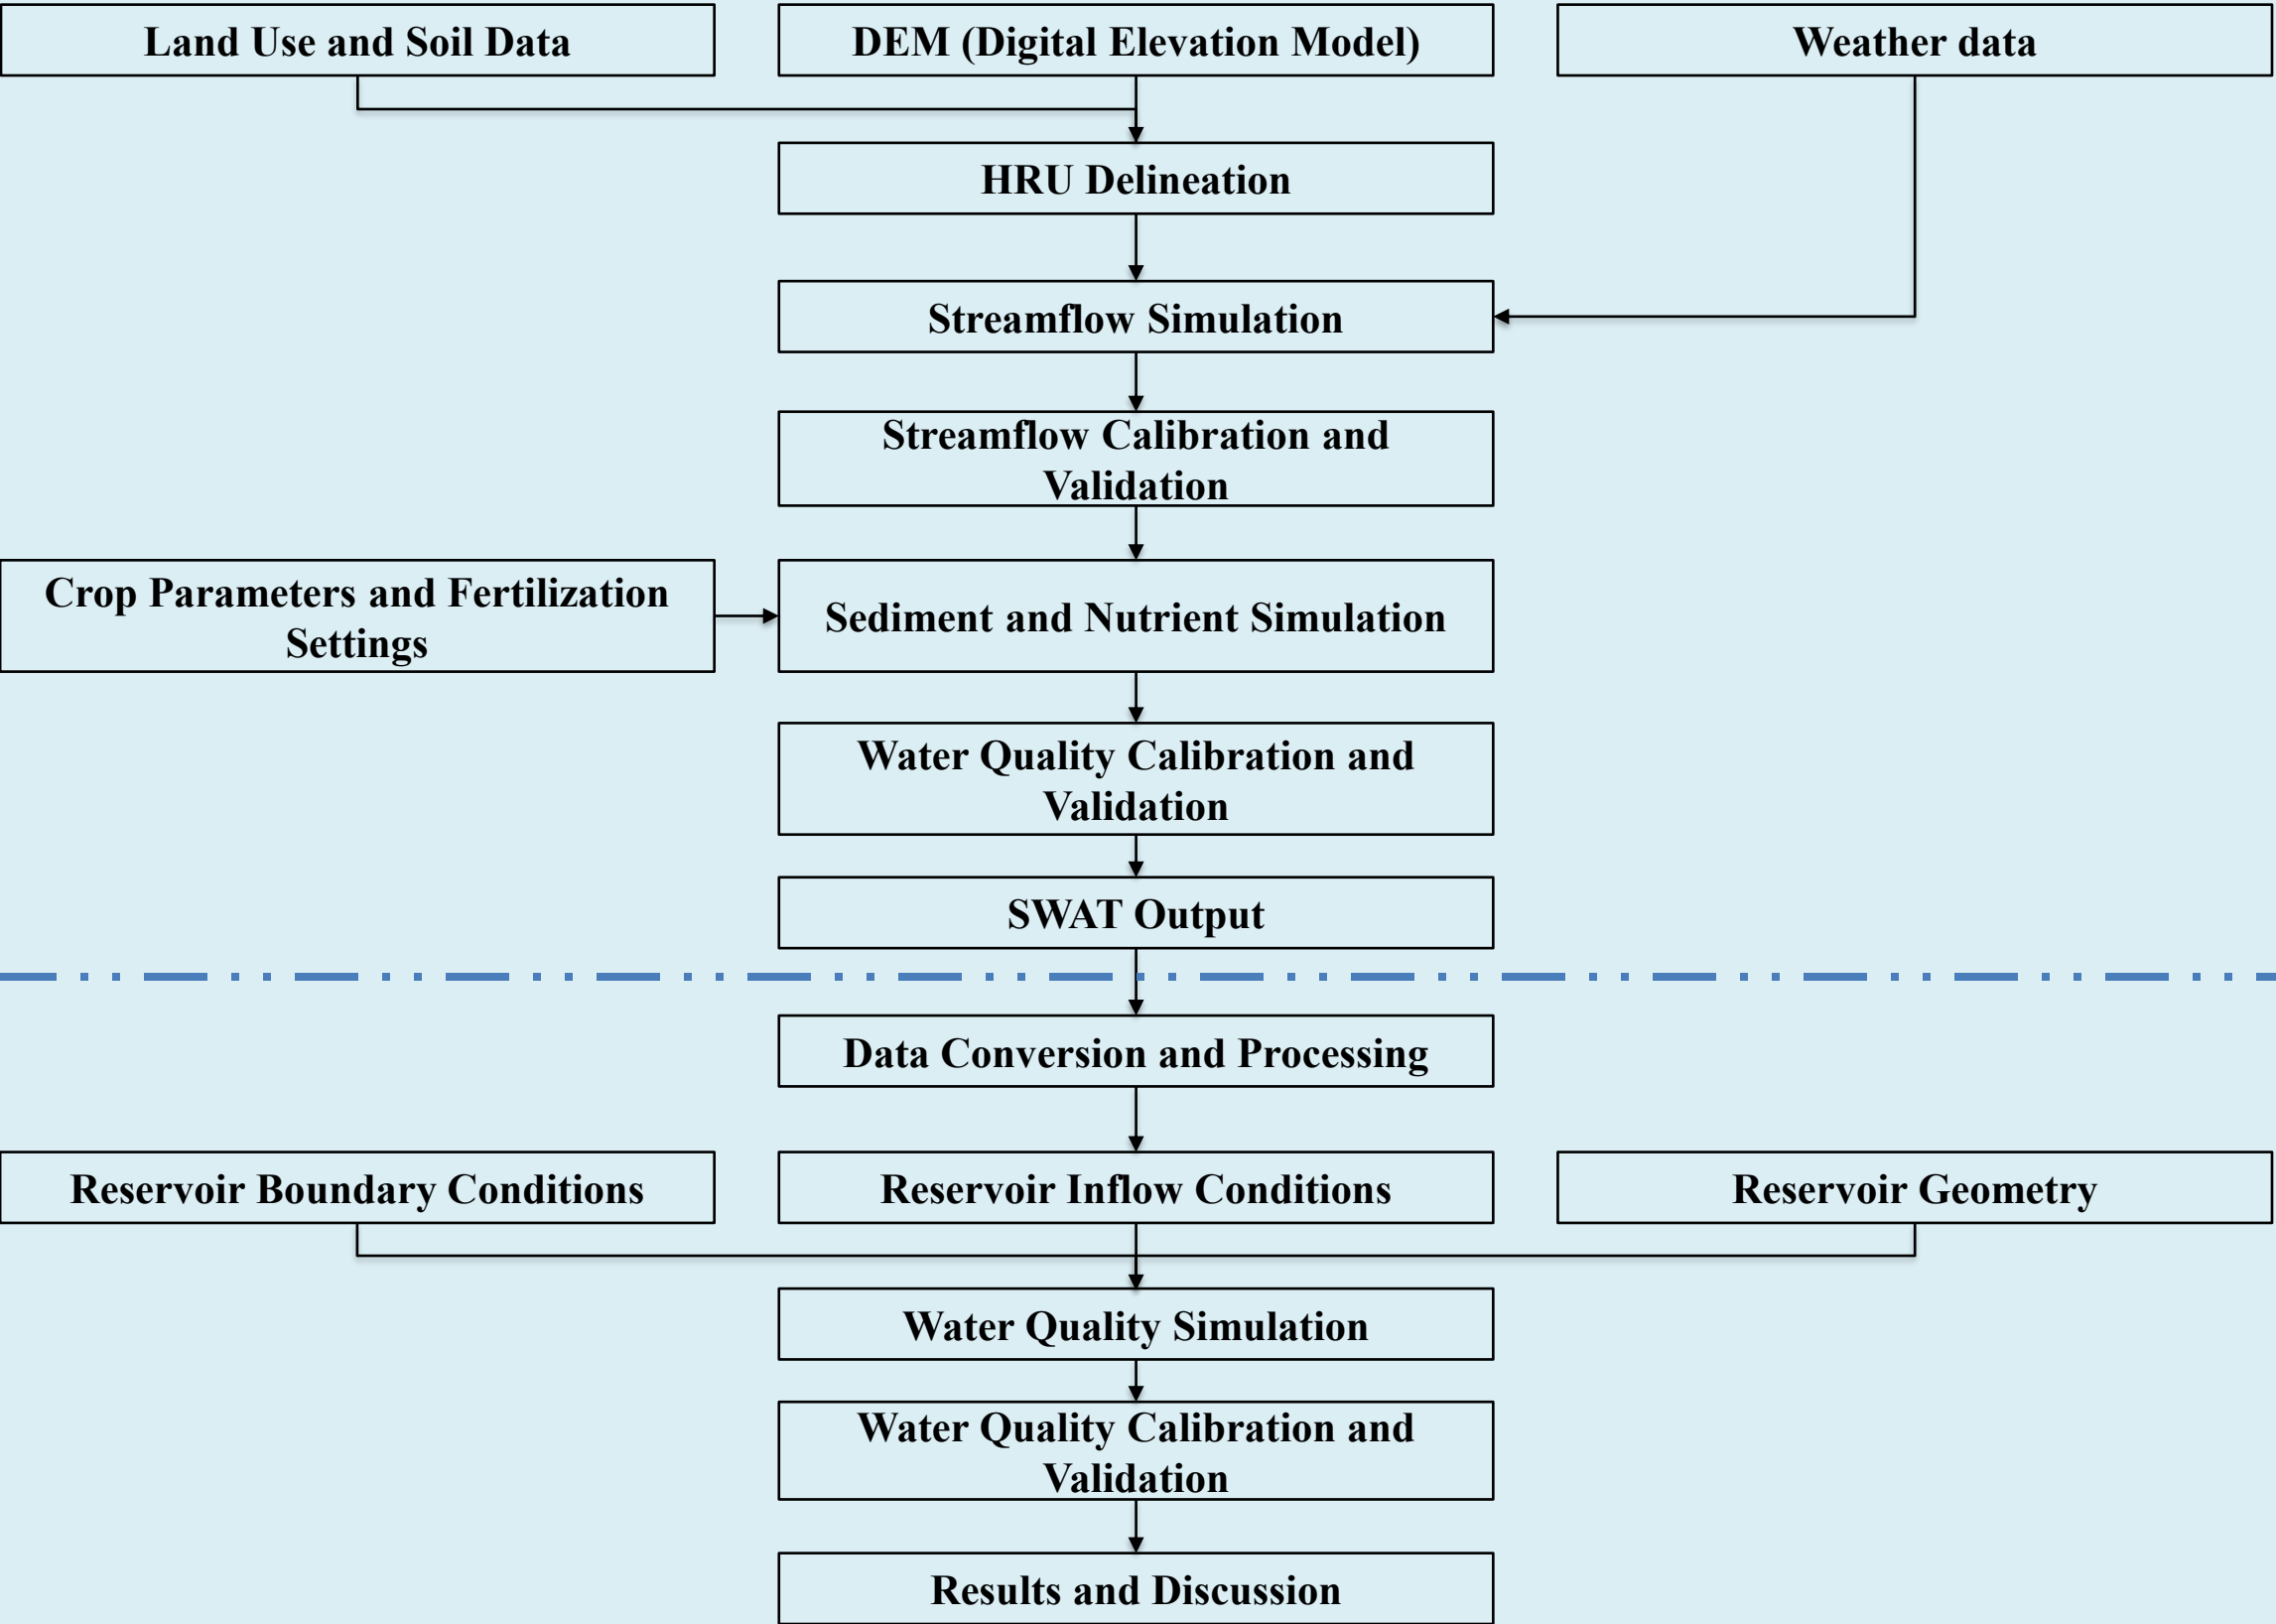 Land Use and Soil Data
DEM (Digital Elevation Model)
Weather data
HRU Delineation
Streamflow Simulation
Streamflow Calibration and
Validation
Crop Parameters and Fertilization
Settings
Sediment and Nutrient Simulation
Water Quality Calibration and
Validation
SWAT Output
Data Conversion and Processing
Reservoir Boundary Conditions
Reservoir Inflow Conditions
Reservoir Geometry
Water Quality Simulation
Water Quality Calibration and
Validation
Results and Discussion